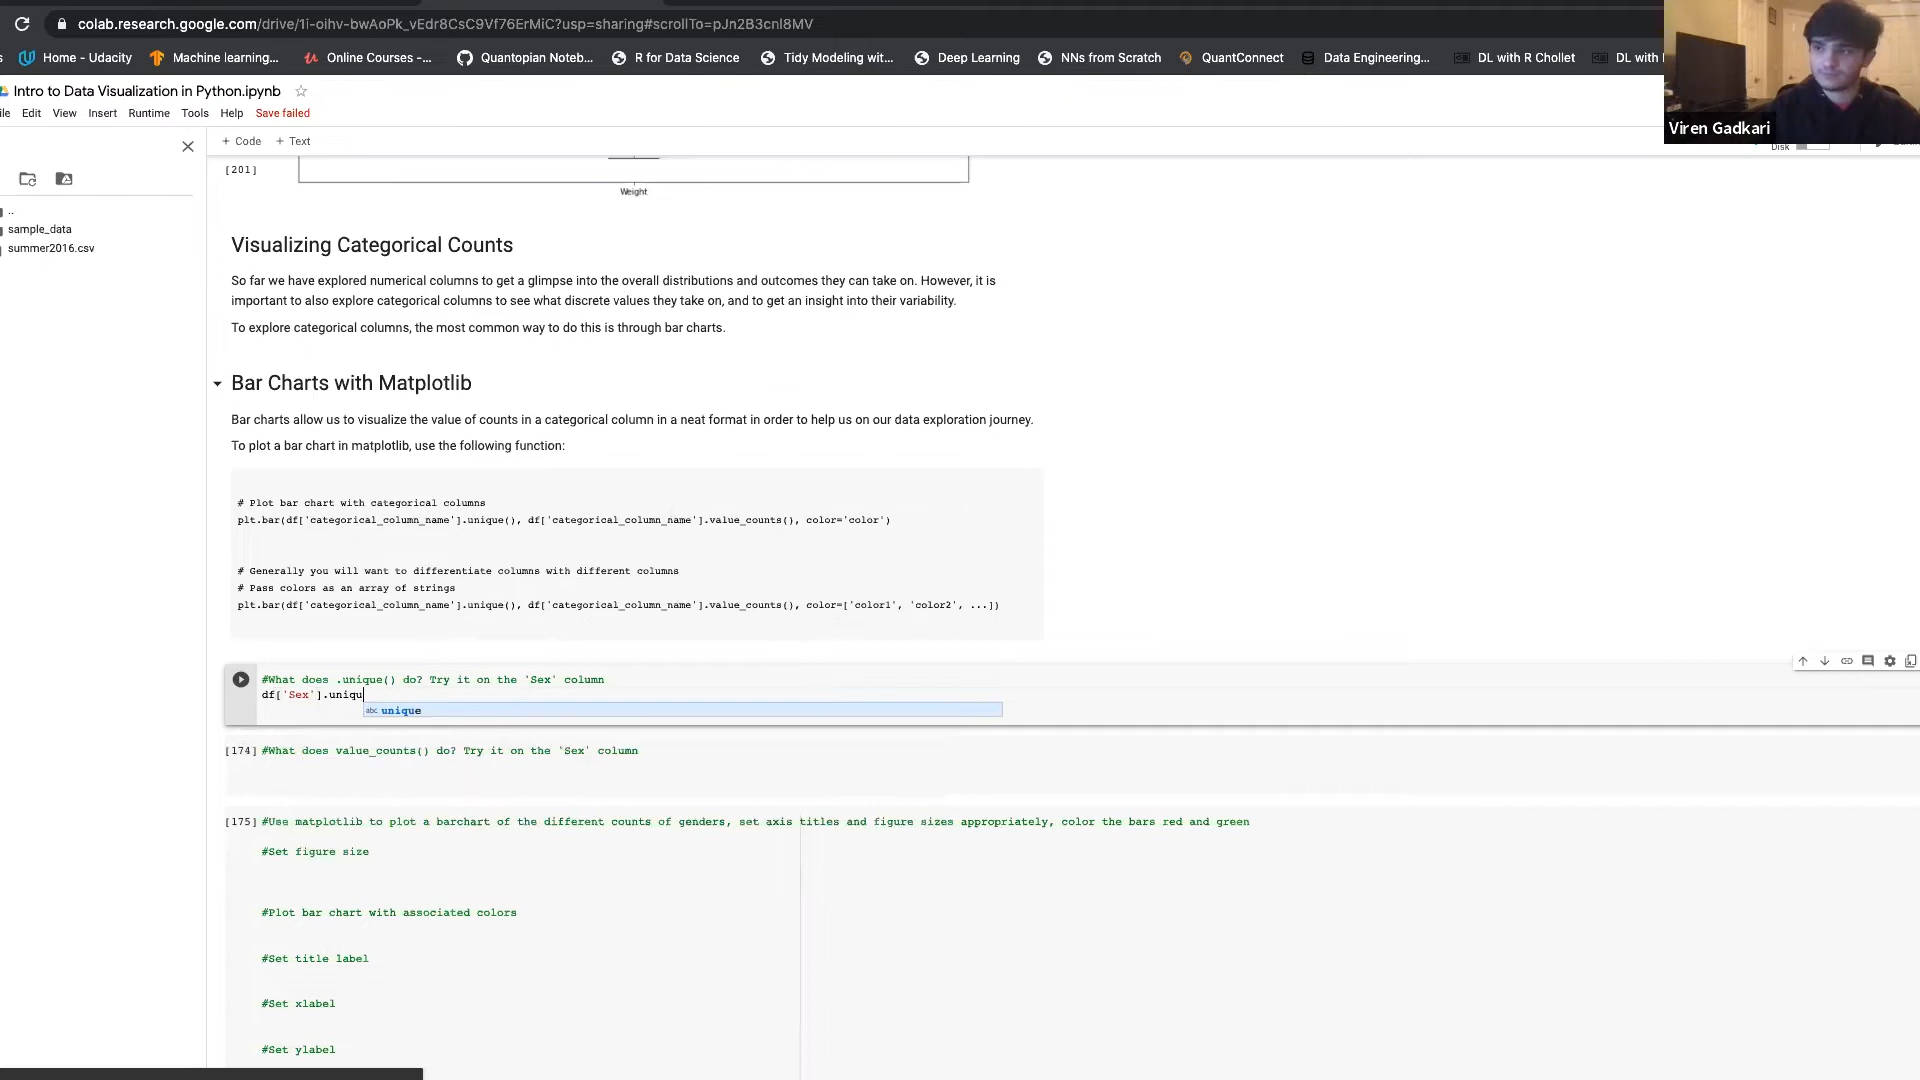 colab.research.google.com/drive/1i-oihv-bwAoPk_vEdr8CsC9Vf76ErMiC?usp=sharing#scrollTo=pJn2B3cnI8MV
Home - Udacity
Machine learning...
Online Courses -...
Quantopian Noteb...
R for Data Science
Tidy Modeling wit...
Deep Learning
NNs from Scratch
QuantConnect
Data Engineering...
DL with R Chollet
DL with
Viren Gadkari
Intro to Data Visualization in Python.ipynb
Edit View Insert Runtime Tools Help Save failed
+ Code + Text
Disk
[201]
Weight
..
sample_data
summer2016.csv
Visualizing Categorical Counts
So far we have explored numerical columns to get a glimpse into the overall distributions and outcomes they can take on. However, it is
important to also explore categorical columns to see what discrete values they take on, and to get an insight into their variability.
To explore categorical columns, the most common way to do this is through bar charts.
Bar Charts with Matplotlib
Bar charts allow us to visualize the value of counts in a categorical column in a neat format in order to help us on our data exploration journey.
To plot a bar chart in matplotlib, use the following function:
# Plot bar chart with categorical columns
plt.bar(df['categorical_column_name'].unique(), df['categorical_column_name'].value_counts(), color='color')
# Generally you will want to differentiate columns with different columns
# Pass colors as an array of strings
plt.bar(df['categorical_column_name'].unique(), df['categorical_column_name'].value_counts(), color=['color1', 'color2', ...])
#What does .unique() do? Try it on the 'Sex' column
df['Sex'].uniqu
abc unique
[174] #What does value_counts() do? Try it on the 'Sex' column
[175] #Use matplotlib to plot a barchart of the different counts of genders, set axis titles and figure sizes appropriately, color the bars red and green
#Set figure size
#Plot bar chart with associated colors
#Set title label
#Set xlabel
#Set ylabel